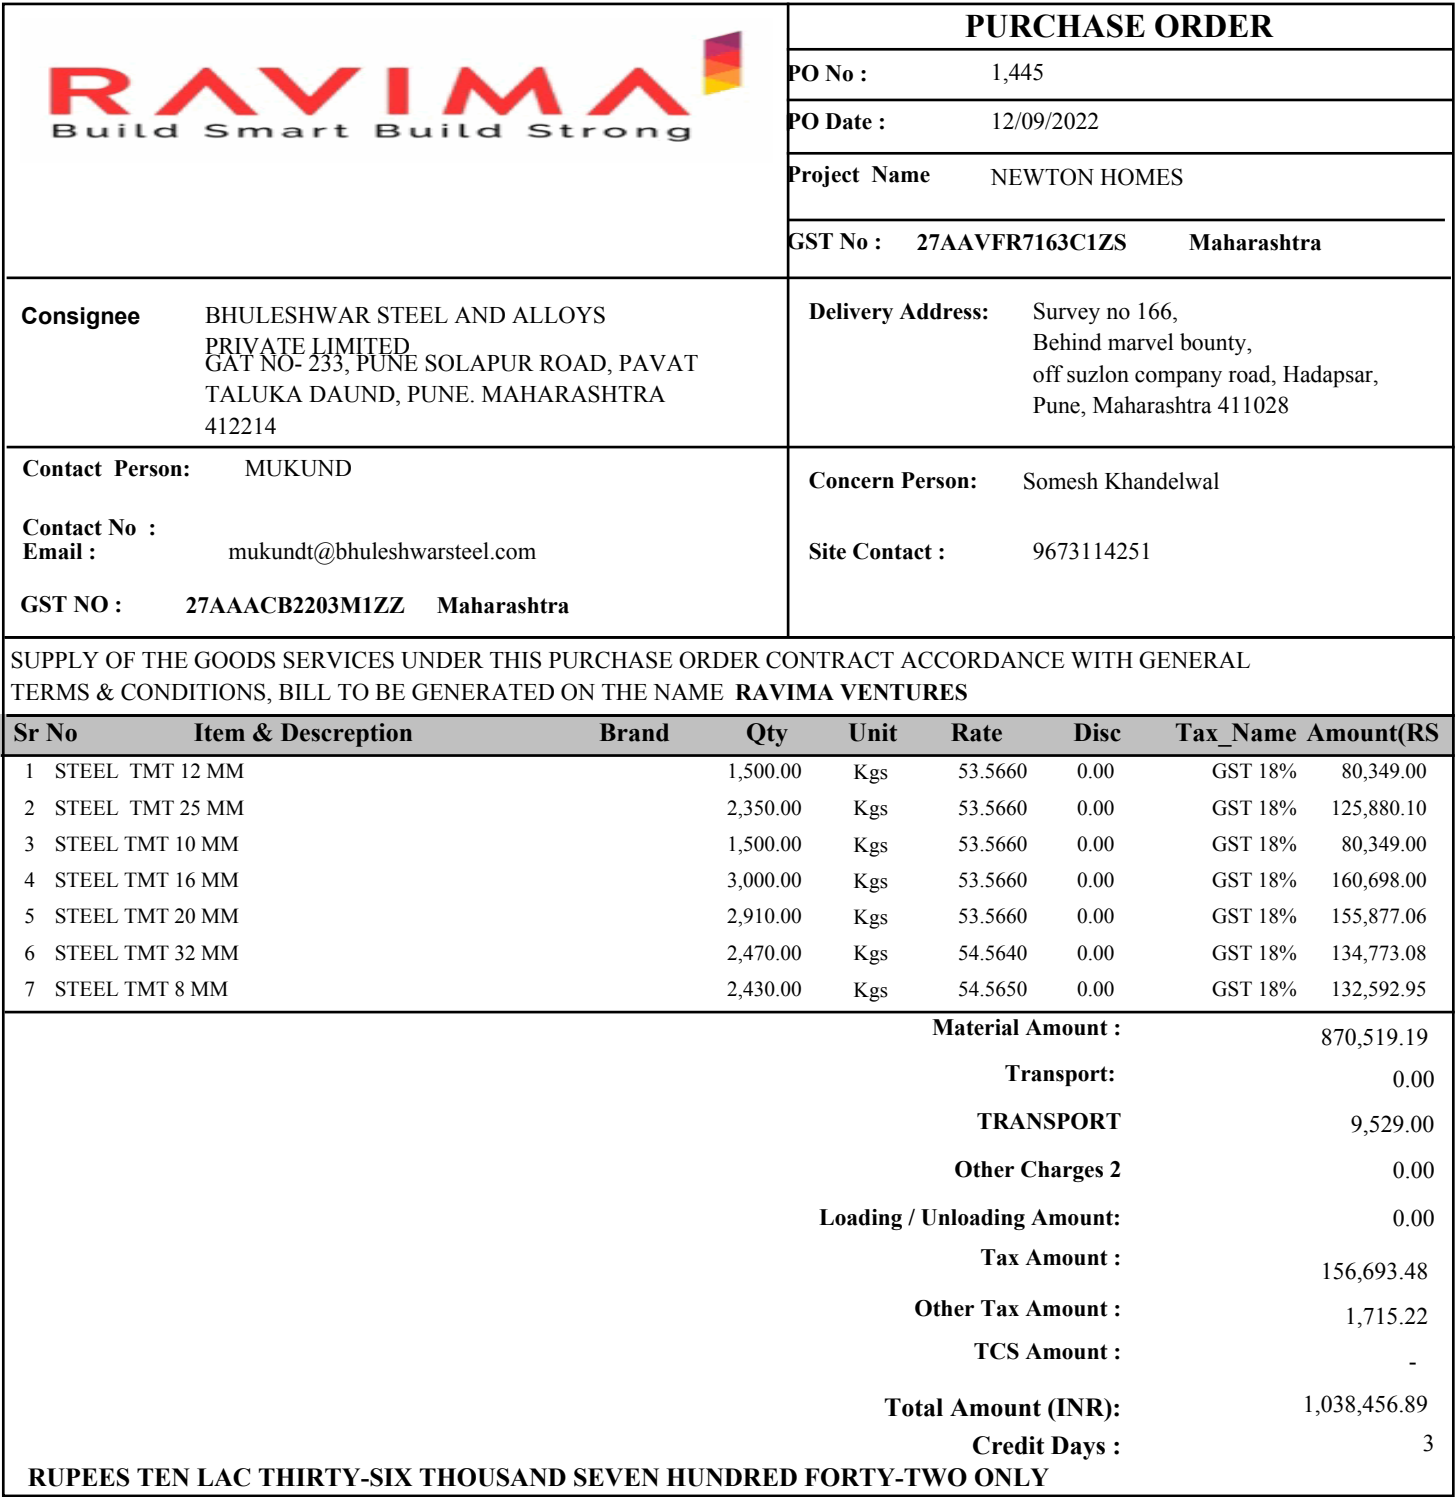 RAVIMA
Build Smart Build Strong
PURCHASE ORDER
PO No : 1,445
PO Date : 12/09/2022
Project Name NEWTON HOMES
GST No : 27AAVFR7163C1ZS Maharashtra
Consignee BHULESHWAR STEEL AND ALLOYS
PRIVATE LIMITED
GAT NO- 233, PUNE SOLAPUR ROAD, PAVAT
TALUKA DAUND, PUNE. MAHARASHTRA
412214
Delivery Address: Survey no 166,
Behind marvel bounty,
off suzlon company road, Hadapsar,
Pune, Maharashtra 411028
Contact Person: MUKUND
Contact No :
Email : mukundt@bhuleshwarsteel.com
GST NO : 27AAACB2203M1ZZ Maharashtra
Concern Person: Somesh Khandelwal
Site Contact : 9673114251
SUPPLY OF THE GOODS SERVICES UNDER THIS PURCHASE ORDER CONTRACT ACCORDANCE WITH GENERAL
TERMS & CONDITIONS, BILL TO BE GENERATED ON THE NAME RAVIMA VENTURES
Sr No Item & Descreption Brand Qty Unit Rate Disc Tax_Name Amount(RS
1 STEEL TMT 12 MM 1,500.00 Kgs 53.5660 0.00 GST 18% 80,349.00
2 STEEL TMT 25 MM 2,350.00 Kgs 53.5660 0.00 GST 18% 125,880.10
3 STEEL TMT 10 MM 1,500.00 Kgs 53.5660 0.00 GST 18% 80,349.00
4 STEEL TMT 16 MM 3,000.00 Kgs 53.5660 0.00 GST 18% 160,698.00
5 STEEL TMT 20 MM 2,910.00 Kgs 53.5660 0.00 GST 18% 155,877.06
6 STEEL TMT 32 MM 2,470.00 Kgs 54.5640 0.00 GST 18% 134,773.08
7 STEEL TMT 8 MM 2,430.00 Kgs 54.5650 0.00 GST 18% 132,592.95
Material Amount : 870,519.19
Transport: 0.00
TRANSPORT 9,529.00
Other Charges 2 0.00
Loading / Unloading Amount: 0.00
Tax Amount : 156,693.48
Other Tax Amount : 1,715.22
TCS Amount : -
Total Amount (INR): 1,038,456.89
Credit Days : 3
RUPEES TEN LAC THIRTY-SIX THOUSAND SEVEN HUNDRED FORTY-TWO ONLY